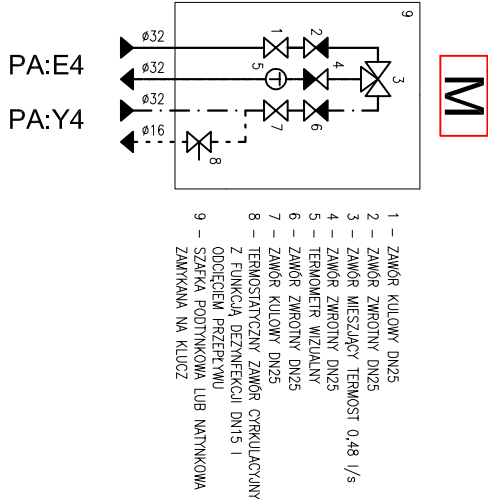 M
PA:E4
PA:Y4
ø32
ø32
ø32
ø16
1
2
3
4
5
6
7
8
9
1 – ZAWÓR KULOWY DN25
2 – ZAWÓR ZWROTNY DN25
3 – ZAWÓR MIESZJĄCY TERMOST 0,48 l/s
4 – ZAWÓR ZWROTNY DN25
5 – TERMOMETR WIZUALNY
6 – ZAWÓR ZWROTNY DN25
7 – ZAWÓR KULOWY DN25
8 – TERMOSTATYCZNY ZAWÓR CYRKULACYJNY
Z FUNKCJĄ DEZYNFEKCJI DN15 I
ODCIĘCIEM PRZEPŁYWU
9 – SZAFKA PODTYNKOWA LUB NATYNKOWA
ZAMYKANA NA KLUCZ
T